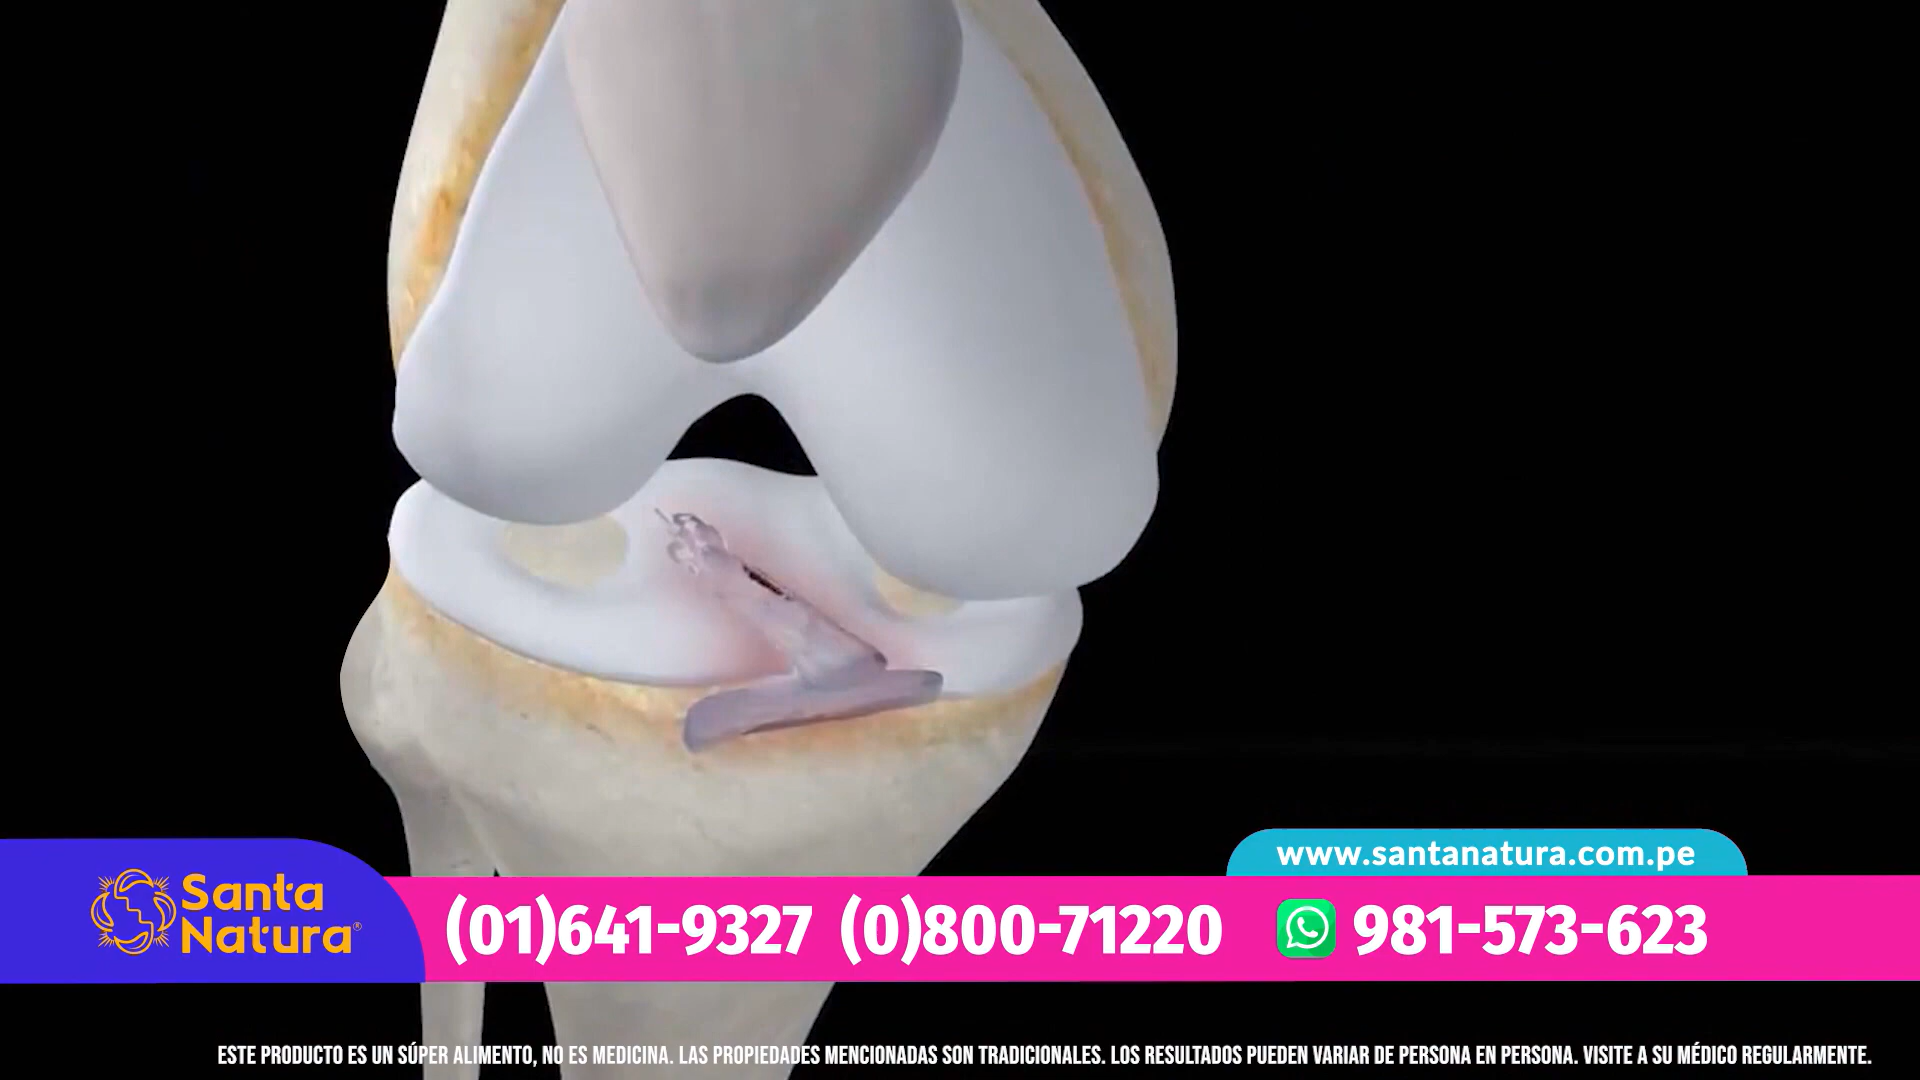 www.santanatura.com.pe
Santa
Natura®
(01)641-9327 (0)800-71220 981-573-623
ESTE PRODUCTO ES UN SÚPER ALIMENTO, NO ES MEDICINA. LAS PROPIEDADES MENCIONADAS SON TRADICIONALES. LOS RESULTADOS PUEDEN VARIAR DE PERSONA EN PERSONA. VISITE A SU MÉDICO REGULARMENTE.